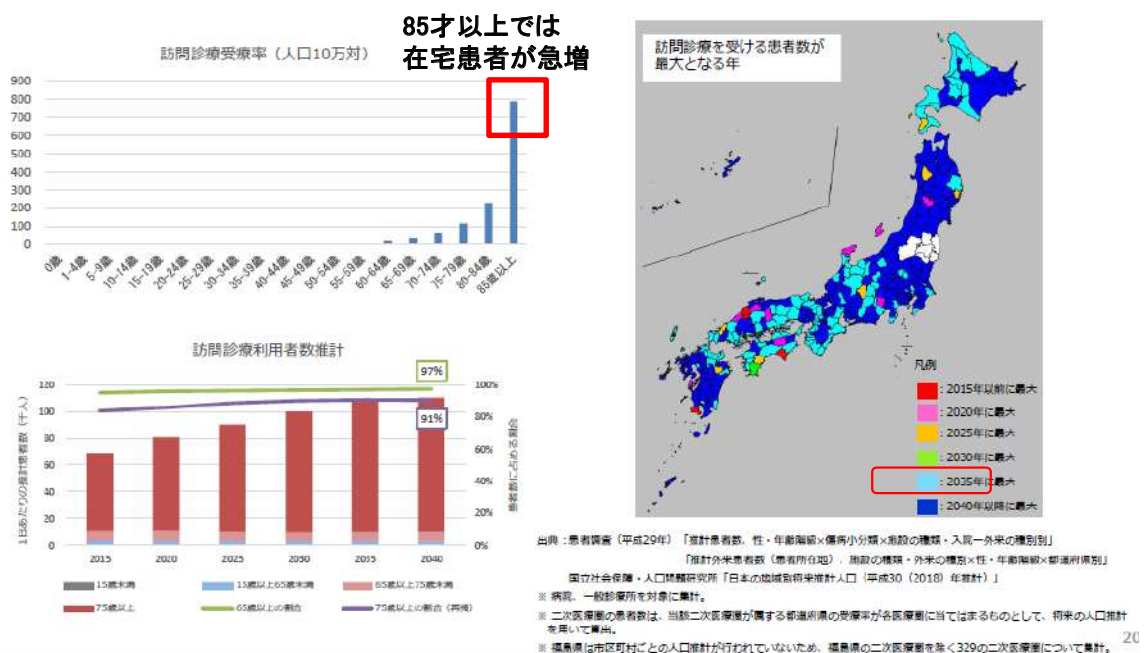 85才以上では
在宅患者が急増
訪問診療受療率（人口10万対）
900
800
700
600
500
400
300
200
100
0
0歳
1-4歳
5-9歳
10-14歳
15-19歳
20-24歳
25-29歳
30-34歳
35-39歳
40-44歳
45-49歳
50-54歳
55-59歳
60-64歳
65-69歳
70-74歳
75-79歳
80-84歳
85歳以上
訪問診療利用者数推計
1日あたりの推計患者数（千人）
120
100
80
60
40
20
0
97%
91%
100%
80%
60%
40%
20%
0%
患者数に占める割合
2015
2020
2025
2030
2035
2040
15歳未満
15歳以上65歳未満
65歳以上75歳未満
75歳以上
65歳以上の割合
75歳以上の割合（再掲）
訪問診療を受ける患者数が
最大となる年
凡例
：2015年以前に最大
：2020年に最大
：2025年に最大
：2030年に最大
：2035年に最大
：2040年以降に最大
出典：患者調査（平成29年）「推計患者数、性・年齢階級×傷病小分類×施設の種類・入院－外来の種別別」
「推計外来患者数（患者所在地）、施設の種類・外来の種別×性・年齢階級×都道府県別」
国立社会保障・人口問題研究所「日本の地域別将来推計人口（平成30（2018）年推計）」
※ 病院、一般診療所を対象に集計。
※ 二次医療圏の患者数は、当該二次医療圏が属する都道府県の受療率が各医療圏に当てはまるものとして、将来の人口推計
を用いて算出。
※ 福島県は市区町村ごとの人口推計が行われていないため、福島県の二次医療圏を除く329の二次医療圏について集計。
20